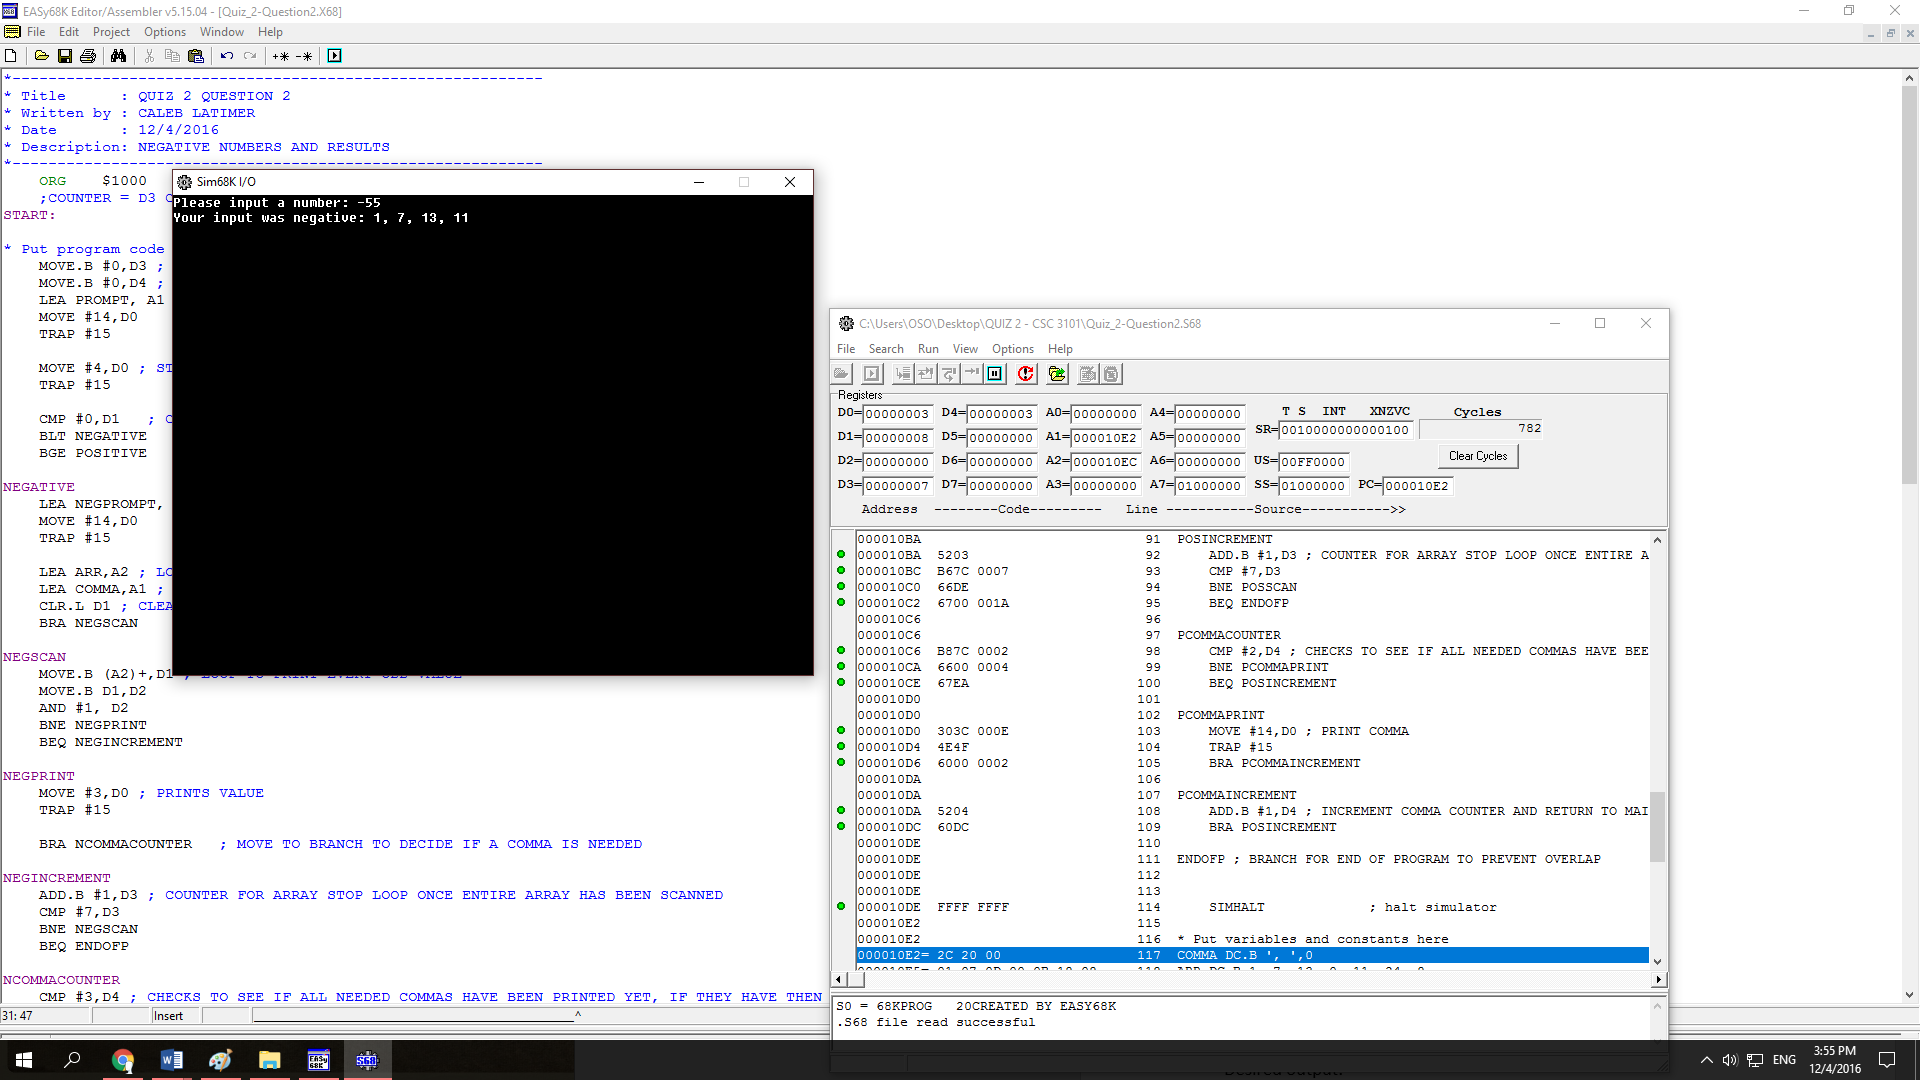 EASy68K Editor/Assembler v5.15.04 - [Quiz_2-Question2.X68]
File Edit Project Options Window Help
*-----------------------------------------------------------
* Title      : QUIZ 2 QUESTION 2
* Written by : CALEB LATIMER
* Date       : 12/4/2016
* Description: NEGATIVE NUMBERS AND RESULTS
*-----------------------------------------------------------
ORG    $1000
;COUNTER = D3
START:
* Put program code
MOVE.B #0,D3 ;
MOVE.B #0,D4 ;
LEA PROMPT, A1
MOVE #14,D0
TRAP #15
MOVE #4,D0 ;
TRAP #15
CMP #0,D1   ;
BLT NEGATIVE
BGE POSITIVE
NEGATIVE
LEA NEGPROMPT,
MOVE #14,D0
TRAP #15
LEA ARR,A2 ;
LEA COMMA,A1 ;
CLR.L D1 ;
BRA NEGSCAN
NEGSCAN
MOVE.B (A2)+,D1 ; LOOP TO PRINT EVERY ODD VALUE
MOVE.B D1,D2
AND #1, D2
BNE NEGPRINT
BEQ NEGINCREMENT
NEGPRINT
MOVE #3,D0 ; PRINTS VALUE
TRAP #15
BRA NCOMMACOUNTER   ; MOVE TO BRANCH TO DECIDE IF A COMMA IS NEEDED
NEGINCREMENT
ADD.B #1,D3 ; COUNTER FOR ARRAY STOP LOOP ONCE ENTIRE ARRAY HAS BEEN SCANNED
CMP #7,D3
BNE NEGSCAN
BEQ ENDOFP
NCOMMACOUNTER
CMP #3,D4 ; CHECKS TO SEE IF ALL NEEDED COMMAS HAVE BEEN PRINTED YET, IF THEY HAVE THEN
31: 47 Insert
Sim68K I/O
Please input a number: -55
Your input was negative: 1, 7, 13, 11
C:\Users\OSO\Desktop\QUIZ 2 - CSC 3101\Quiz_2-Question2.S68
File Search Run View Options Help
Registers
D0=00000003 D4=00000003 A0=00000000 A4=00000000 T S INT XNZVC Cycles
D1=00000008 D5=00000000 A1=000010E2 A5=00000000 SR=0010000000000100 782
D2=00000000 D6=00000000 A2=000010EC A6=00000000 US=00FF0000 Clear Cycles
D3=00000007 D7=00000000 A3=00000000 A7=01000000 SS=01000000 PC=000010E2
Address --------Code--------- Line -----------Source----------->>
000010BA 91 POSINCREMENT
000010BA 5203 92 ADD.B #1,D3 ; COUNTER FOR ARRAY STOP LOOP ONCE ENTIRE A
000010BC B67C 0007 93 CMP #7,D3
000010C0 66DE 94 BNE POSSCAN
000010C2 6700 001A 95 BEQ ENDOFP
000010C6 96
000010C6 97 PCOMMACOUNTER
000010C6 B87C 0002 98 CMP #2,D4 ; CHECKS TO SEE IF ALL NEEDED COMMAS HAVE BEE
000010CA 6600 0004 99 BNE PCOMMAPRINT
000010CE 67EA 100 BEQ POSINCREMENT
000010D0 101
000010D0 102 PCOMMAPRINT
000010D0 303C 000E 103 MOVE #14,D0 ; PRINT COMMA
000010D4 4E4F 104 TRAP #15
000010D6 6000 0002 105 BRA PCOMMAINCREMENT
000010DA 106
000010DA 107 PCOMMAINCREMENT
000010DA 5204 108 ADD.B #1,D4 ; INCREMENT COMMA COUNTER AND RETURN TO MAI
000010DC 60DC 109 BRA POSINCREMENT
000010DE 110
000010DE 111 ENDOFP ; BRANCH FOR END OF PROGRAM TO PREVENT OVERLAP
000010DE 112
000010DE 113
000010DE FFFF FFFF 114 SIMHALT ; halt simulator
000010E2 115
000010E2 116 * Put variables and constants here
000010E2= 2C 20 00 117 COMMA DC.B ', ',0
S0 = 68KPROG   20CREATED BY EASY68K
.S68 file read successful
ENG 3:55 PM
12/4/2016